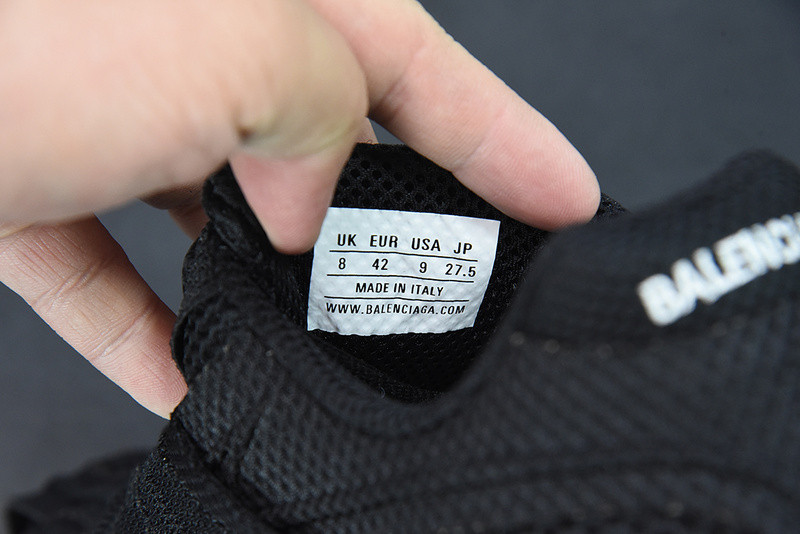 UK EUR USA JP
8 42 9 27.5
MADE IN ITALY
WWW.BALENCIAGA.COM